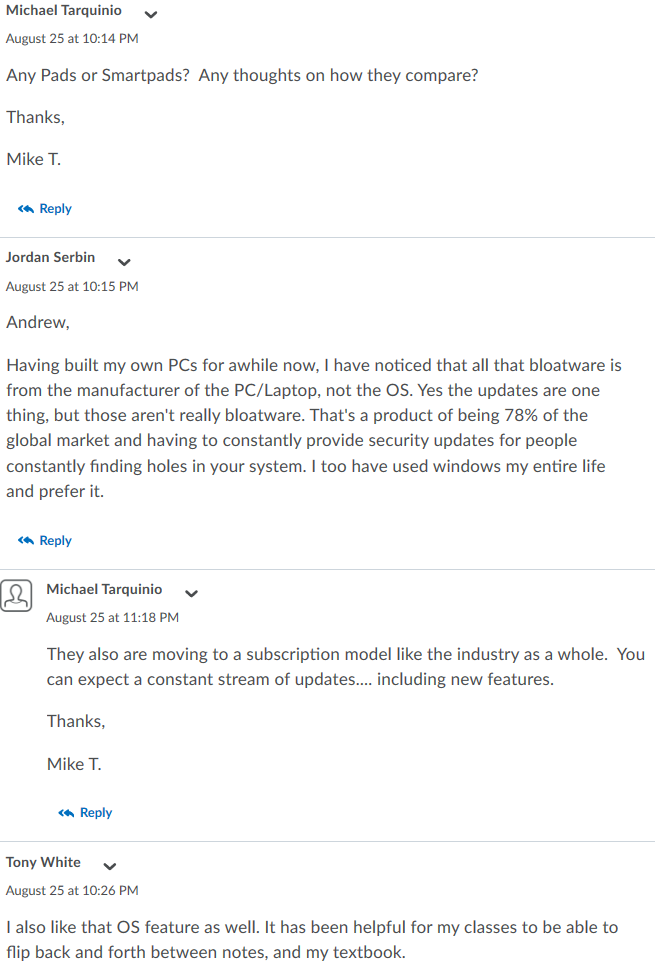 Michael Tarquinio
August 25 at 10:14 PM
Any Pads or Smartpads?  Any thoughts on how they compare?
Thanks,
Mike T.
Reply
Jordan Serbin
August 25 at 10:15 PM
Andrew,
Having built my own PCs for awhile now, I have noticed that all that bloatware is
from the manufacturer of the PC/Laptop, not the OS. Yes the updates are one
thing, but those aren't really bloatware. That's a product of being 78% of the
global market and having to constantly provide security updates for people
constantly finding holes in your system. I too have used windows my entire life
and prefer it.
Reply
Michael Tarquinio
August 25 at 11:18 PM
They also are moving to a subscription model like the industry as a whole.  You
can expect a constant stream of updates.... including new features.
Thanks,
Mike T.
Reply
Tony White
August 25 at 10:26 PM
I also like that OS feature as well. It has been helpful for my classes to be able to
flip back and forth between notes, and my textbook.